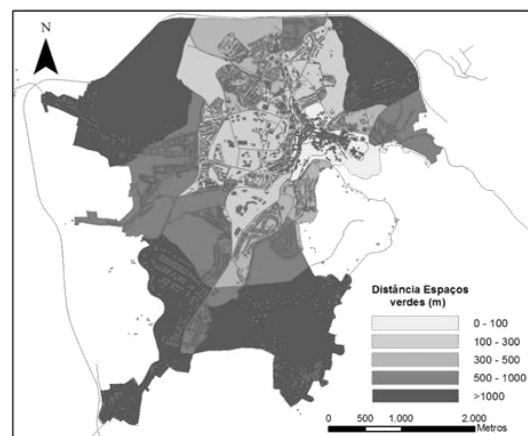 N
Distância Espaços
verdes (m)
0 - 100
100 - 300
300 - 500
500 - 1000
>1000
0 500 1.000 2.000
Metros